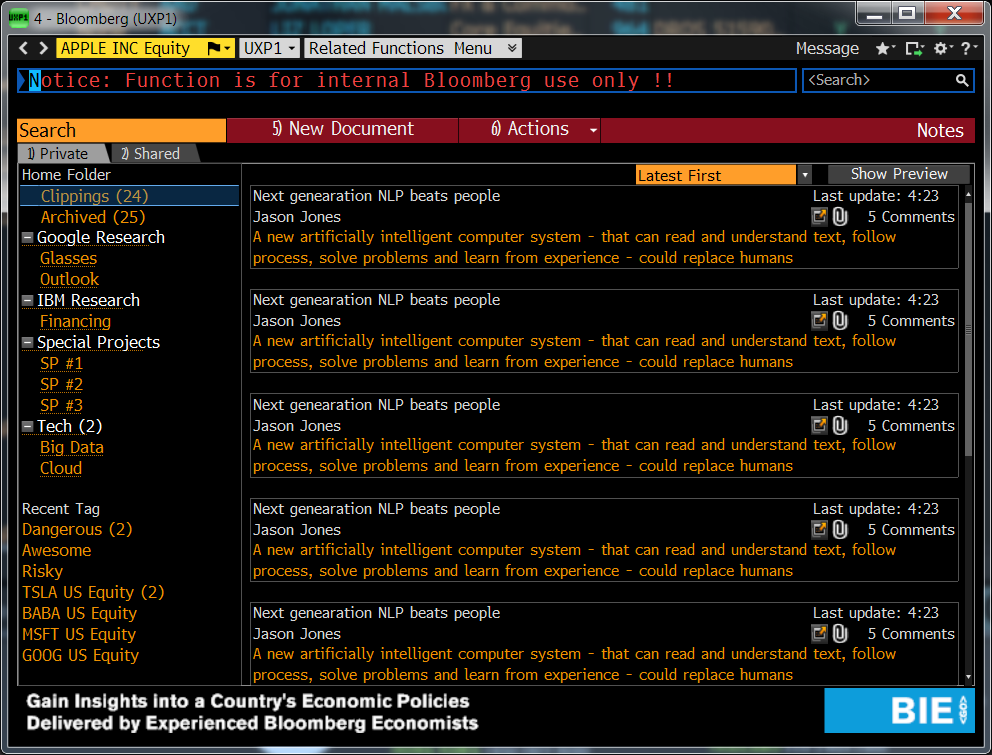 4 - Bloomberg (UXP1)
APPLE INC Equity UXP1 Related Functions Menu Message
Notice: Function is for internal Bloomberg use only !!
<Search>
Search 5) New Document 6) Actions Notes
1) Private 2) Shared
Home Folder
Clippings (24)
Archived (25)
Google Research
Glasses
Outlook
IBM Research
Financing
Special Projects
SP #1
SP #2
SP #3
Tech (2)
Big Data
Cloud
Recent Tag
Dangerous (2)
Awesome
Risky
TSLA US Equity (2)
BABA US Equity
MSFT US Equity
GOOG US Equity
Latest First Show Preview
Next genearation NLP beats people Last update: 4:23
Jason Jones 5 Comments
A new artificially intelligent computer system - that can read and understand text, follow
process, solve problems and learn from experience - could replace humans
Next genearation NLP beats people Last update: 4:23
Jason Jones 5 Comments
A new artificially intelligent computer system - that can read and understand text, follow
process, solve problems and learn from experience - could replace humans
Next genearation NLP beats people Last update: 4:23
Jason Jones 5 Comments
A new artificially intelligent computer system - that can read and understand text, follow
process, solve problems and learn from experience - could replace humans
Next genearation NLP beats people Last update: 4:23
Jason Jones 5 Comments
A new artificially intelligent computer system - that can read and understand text, follow
process, solve problems and learn from experience - could replace humans
Next genearation NLP beats people Last update: 4:23
Jason Jones 5 Comments
A new artificially intelligent computer system - that can read and understand text, follow
process, solve problems and learn from experience - could replace humans
Gain Insights into a Country's Economic Policies
Delivered by Experienced Bloomberg Economists
BIE